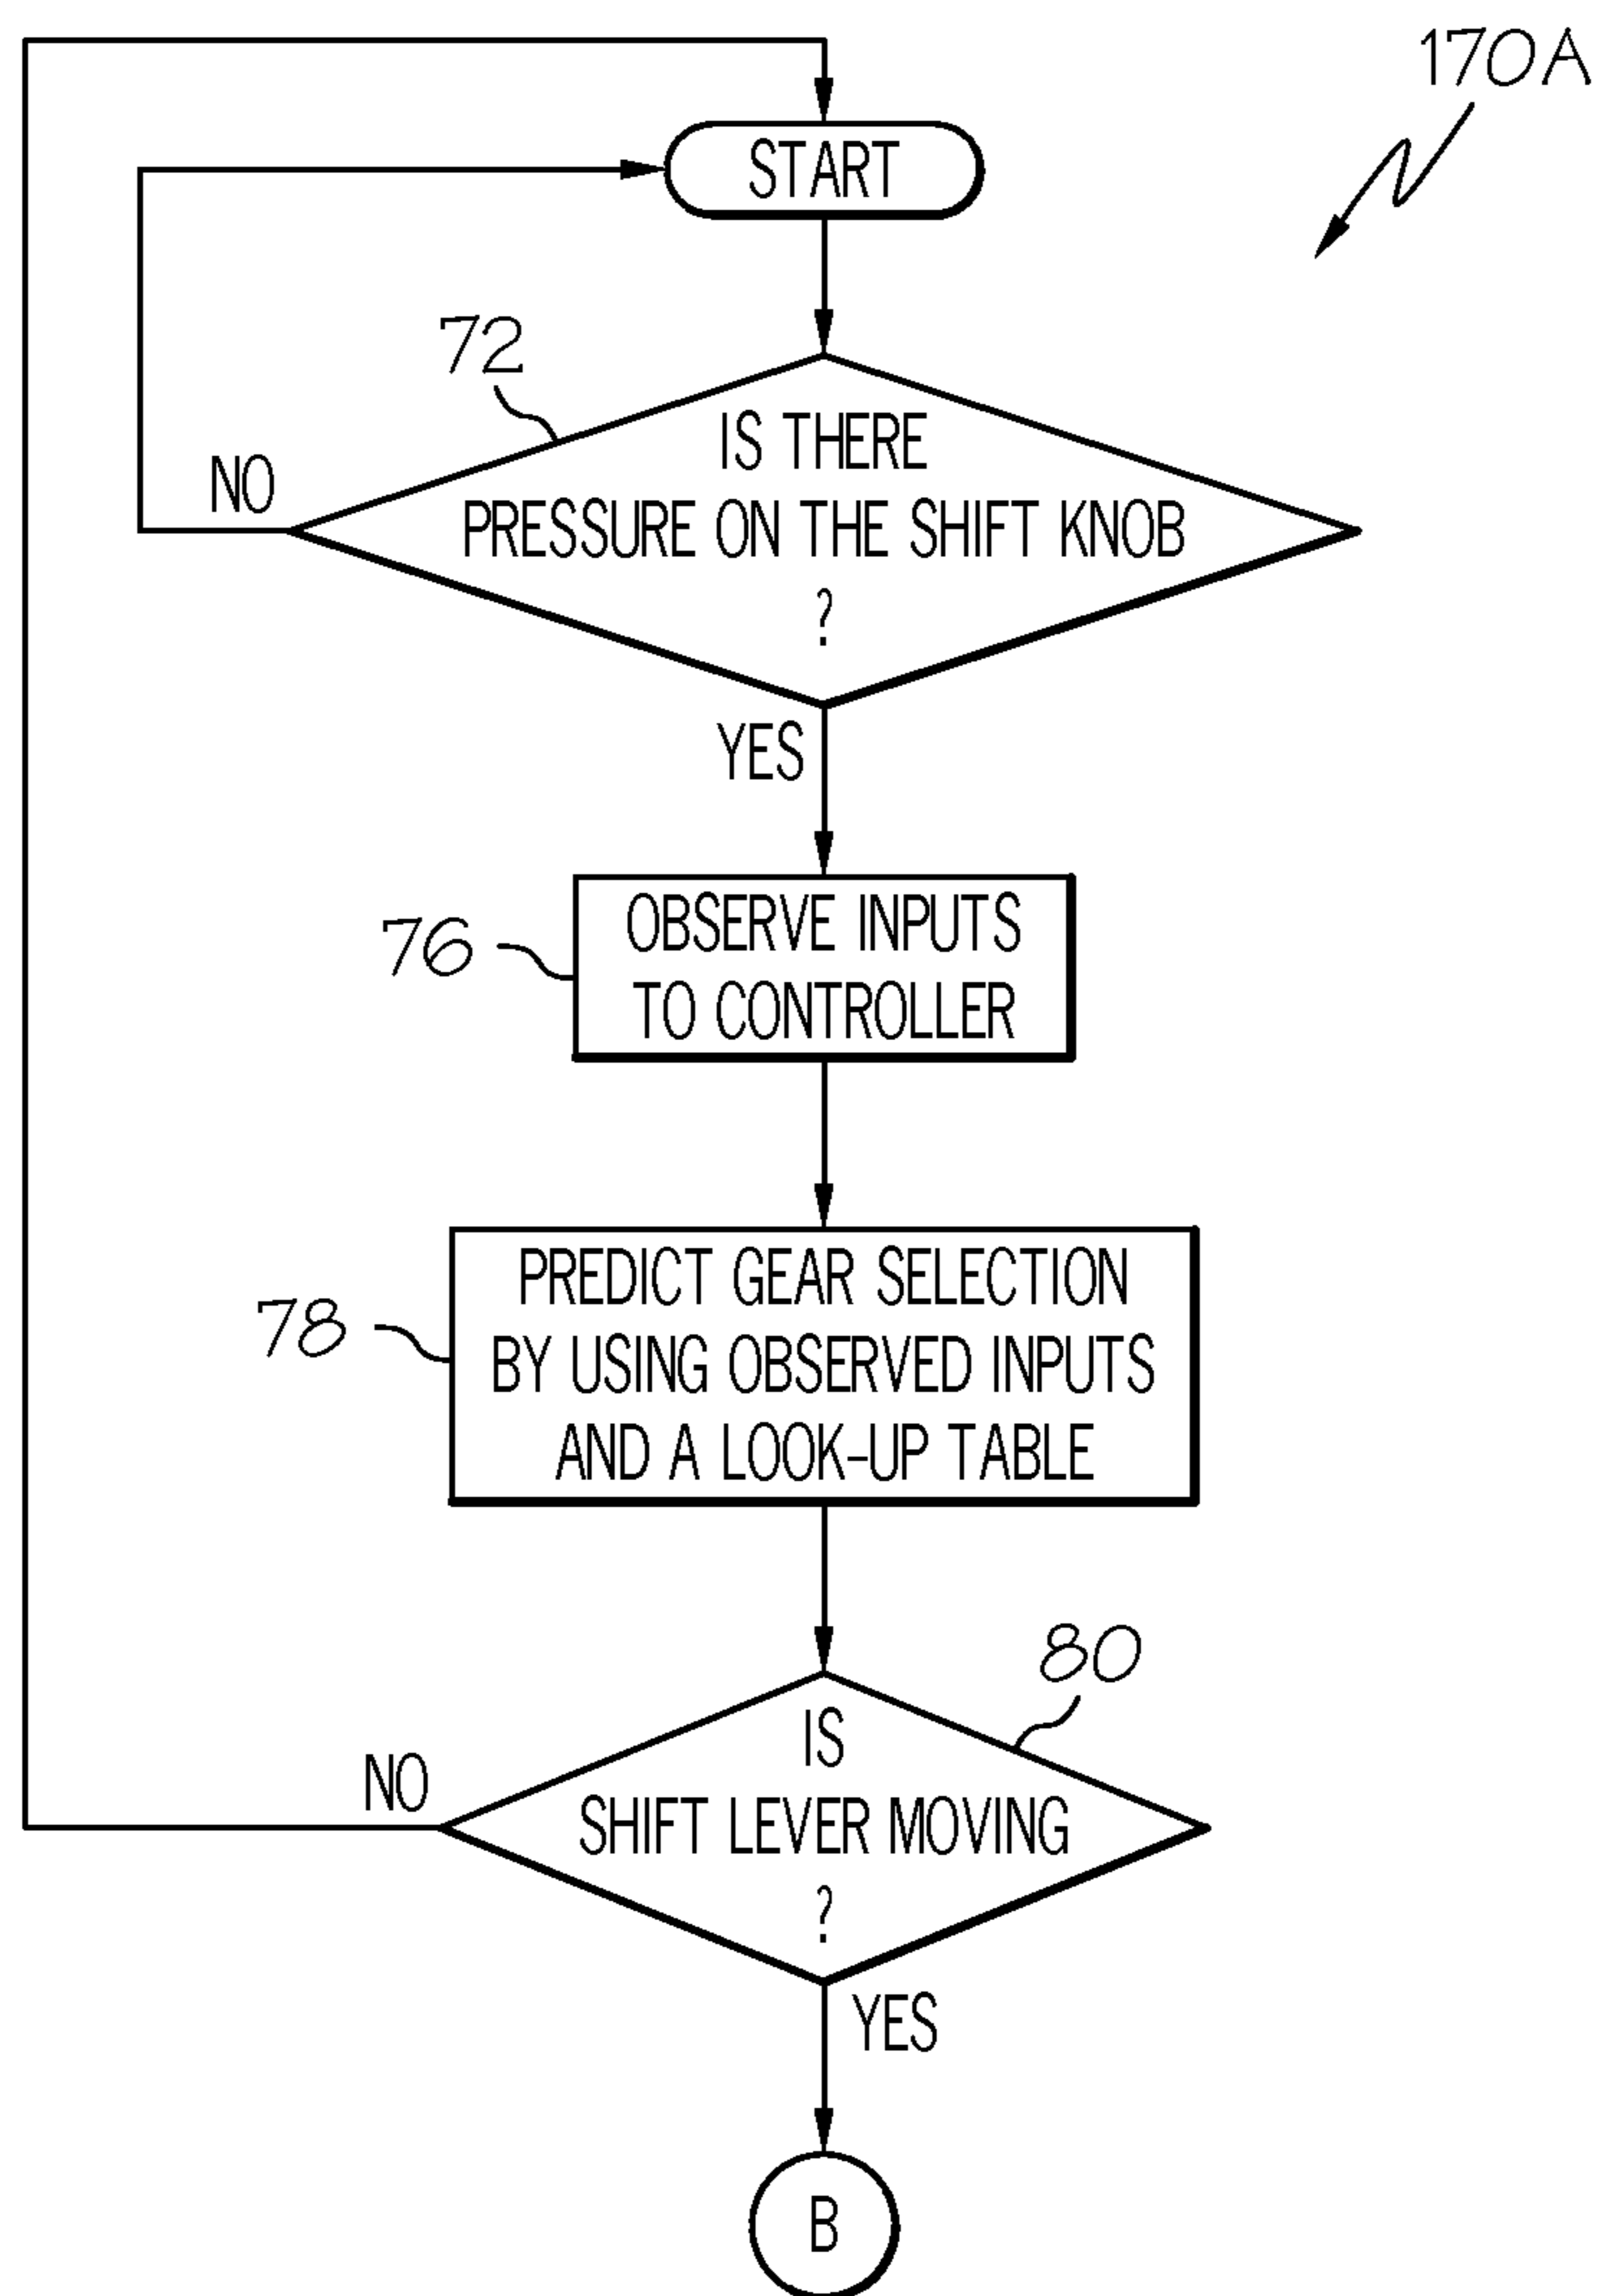 170A
START
72
IS THERE
NO
PRESSURE ON THE SHIFT KNOB
?
YES
76
OBSERVE INPUTS
TO CONTROLLER
78
PREDICT GEAR SELECTION
BY USING OBSERVED INPUTS
AND A LOOK-UP TABLE
80
IS
NO
SHIFT LEVER MOVING
?
YES
B